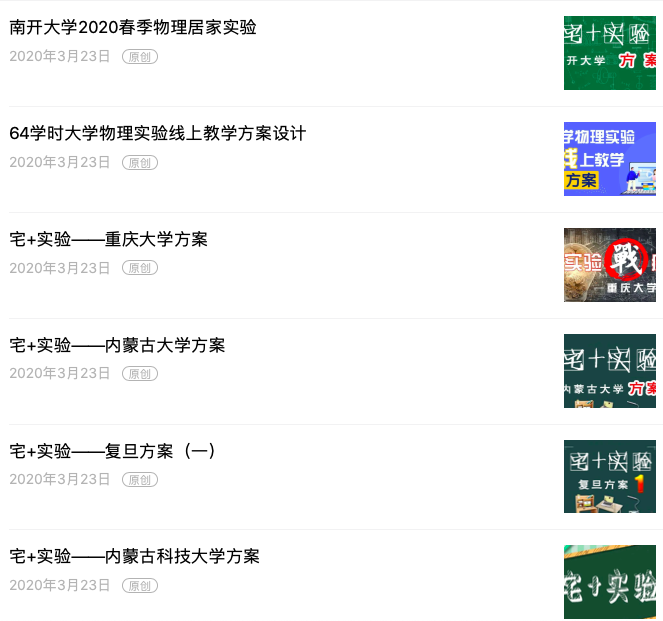 南开大学2020春季物理居家实验
2020年3月23日 原创
宅十实验
开大学 方案
64学时大学物理实验线上教学方案设计
2020年3月23日 原创
学物理实验
线上教学
方案
宅+实验——重庆大学方案
2020年3月23日 原创
实验 戰
重庆大学
宅+实验——内蒙古大学方案
2020年3月23日 原创
宅十实验
内蒙古大学 方案
宅+实验——复旦方案（一）
2020年3月23日 原创
宅十实验
复旦方案 1
宅+实验——内蒙古科技大学方案
2020年3月23日 原创
宅+实验